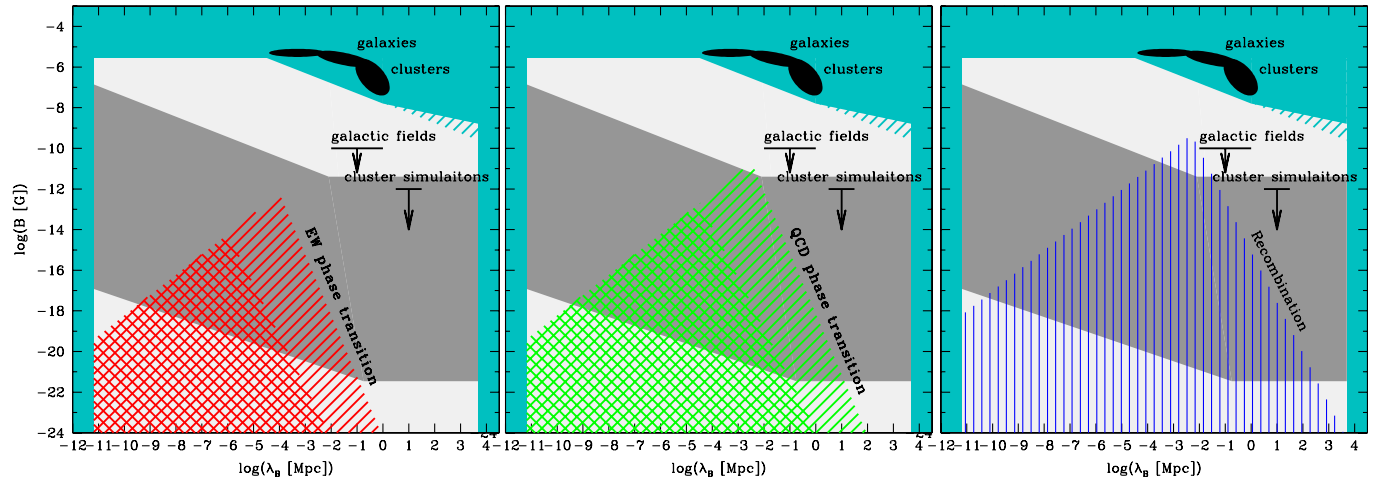 −4
−6
−8
−10
−12
−14
−16
−18
−20
−22
−24
log(B [G])
galaxies
clusters
galactic fields
cluster simulaitons
EW phase transition
−12−11−10 −9 −8 −7 −6 −5 −4 −3 −2 −1 0 1 2 3 4
24
log(λB [Mpc])
galaxies
clusters
galactic fields
cluster simulaitons
QCD phase transition
−12−11−10 −9 −8 −7 −6 −5 −4 −3 −2 −1 0 1 2 3 4
24
log(λB [Mpc])
galaxies
clusters
galactic fields
cluster simulaitons
Recombination
−12−11−10 −9 −8 −7 −6 −5 −4 −3 −2 −1 0 1 2 3 4
log(λB [Mpc])